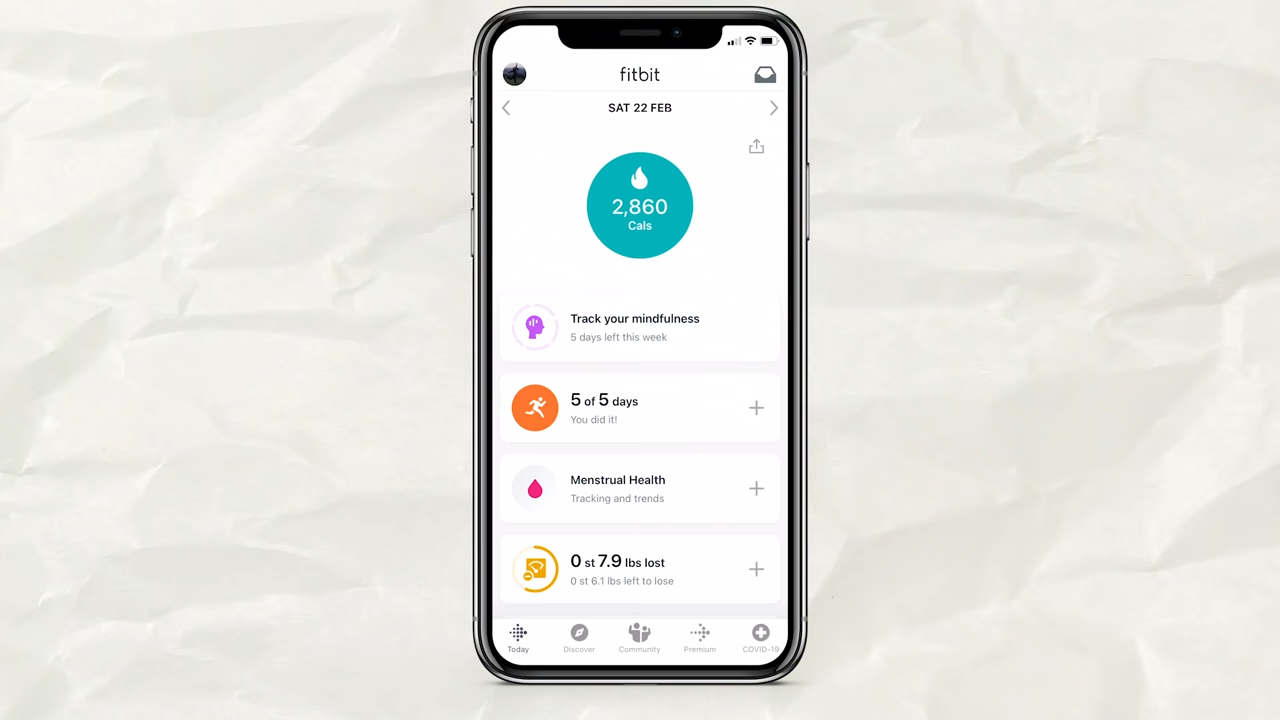 fitbit
SAT 22 FEB
2,860
Cals
Track your mindfulness
5 days left this week
5 of 5 days
You did it!
Menstrual Health
Tracking and trends
0 st 7.9 lbs lost
0 st 6.1 lbs left to lose
Today
Discover
Community
Premium
COVID-19